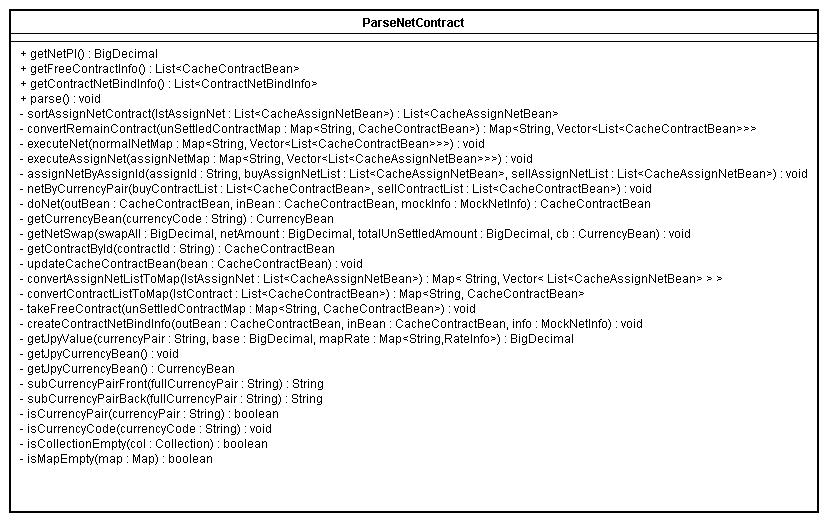 ParseNetContract
+ getNetPl() : BigDecimal
+ getFreeContractInfo() : List<CacheContractBean>
+ getContractNetBindInfo() : List<ContractNetBindInfo>
+ parse() : void
- sortAssignNetContract(lstAssignNet : List<CacheAssignNetBean>) : List<CacheAssignNetBean>
- convertRemainContract(unSettledContractMap : Map<String, CacheContractBean>) : Map<String, Vector<List<CacheContractBean>>>
- executeNet(normalNetMap : Map<String, Vector<List<CacheContractBean>>>) : void
- executeAssignNet(assignNetMap : Map<String, Vector<List<CacheAssignNetBean>>>) : void
- assignNetByAssignId(assignId : String, buyAssignNetList : List<CacheAssignNetBean>, sellAssignNetList : List<CacheAssignNetBean>) : void
- netByCurrencyPair(buyContractList : List<CacheContractBean>, sellContractList : List<CacheContractBean>) : void
- doNet(outBean : CacheContractBean, inBean : CacheContractBean, mockInfo : MockNetInfo) : CacheContractBean
- getCurrencyBean(currencyCode : String) : CurrencyBean
- getNetSwap(swapAll : BigDecimal, netAmount : BigDecimal, totalUnSettledAmount : BigDecimal, cb : CurrencyBean) : void
- getContractById(contractId : String) : CacheContractBean
- updateCacheContractBean(bean : CacheContractBean) : void
- convertAssignNetListToMap(lstAssignNet : List<CacheAssignNetBean>) : Map< String, Vector< List<CacheAssignNetBean> > >
- convertContractListToMap(lstContract : List<CacheContractBean>) : Map<String, CacheContractBean>
- takeFreeContract(unSettledContractMap : Map<String, CacheContractBean>) : void
- createContractNetBindInfo(outBean : CacheContractBean, inBean : CacheContractBean, info : MockNetInfo) : void
- getJpyValue(currencyPair : String, base : BigDecimal, mapRate : Map<String,RateInfo>) : BigDecimal
- getJpyCurrencyBean() : void
- getJpyCurrencyBean() : CurrencyBean
- subCurrencyPairFront(fullCurrencyPair : String) : String
- subCurrencyPairBack(fullCurrencyPair : String) : String
- isCurrencyPair(currencyPair : String) : boolean
- isCurrencyCode(currencyCode : String) : void
- isCollectionEmpty(col : Collection) : boolean
- isMapEmpty(map : Map) : boolean